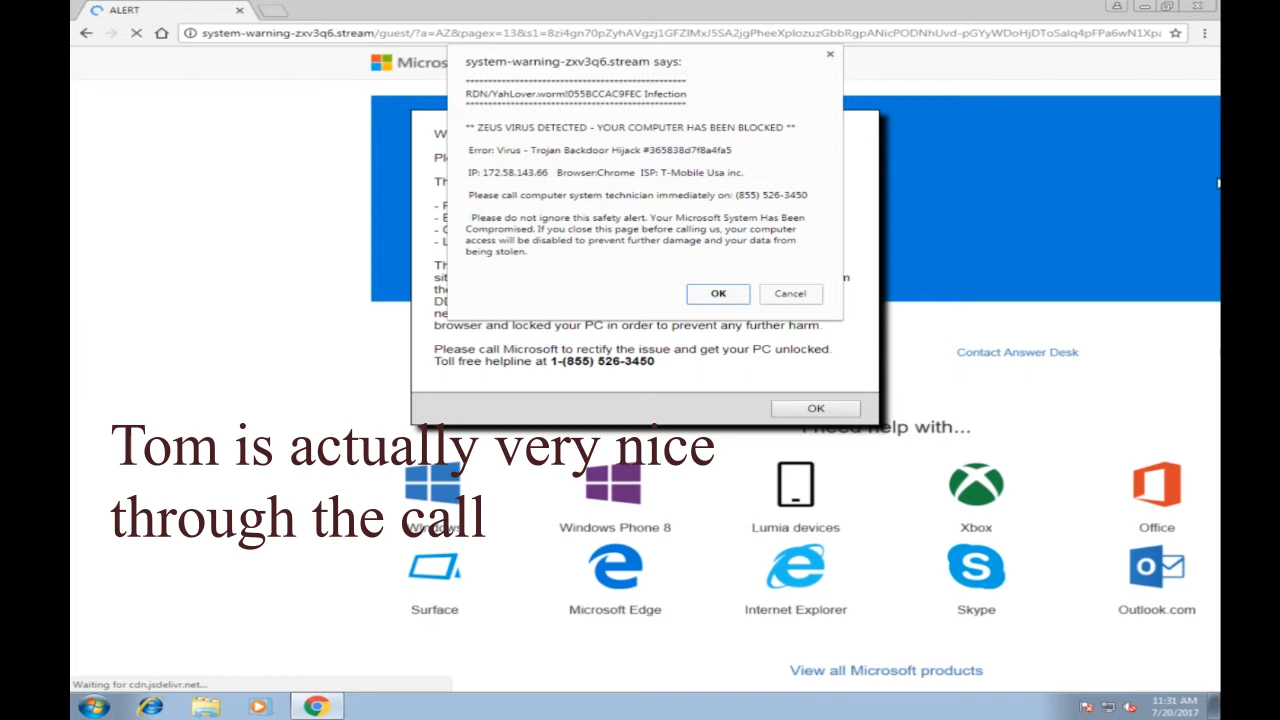 ALERT
system-warning-zxv3q6.stream/guest/?a=AZ&pagex=13&s1=
Micros
system-warning-zxv3q6.stream says:
****************************************************
RDN/YahLover.worm!055BCCAC9FEC Infection
****************************************************
** ZEUS VIRUS DETECTED - YOUR COMPUTER HAS BEEN BLOCKED **
Error: Virus - Trojan Backdoor Hijack #365838d7f8a4fa5
IP: 172.58.143.66 Browser:Chrome ISP: T-Mobile Usa inc.
Please call computer system technician immediately on: (855) 526-3450
Please do not ignore this safety alert. Your Microsoft System Has Been
Compromised. If you close this page before calling us, your computer
access will be disabled to prevent further damage and your data from
being stolen.
OK Cancel
browser and locked your PC in order to prevent any further harm.
Please call Microsoft to rectify the issue and get your PC unlocked.
Toll free helpline at 1-(855) 526-3450
Contact Answer Desk
OK
I need help with...
Tom is actually very nice
through the call
Windows Windows Phone 8 Lumia devices Xbox Office
Surface Microsoft Edge Internet Explorer Skype Outlook.com
View all Microsoft products
Waiting for cdn.jsdelivr.net...
11:31 AM
7/20/2017